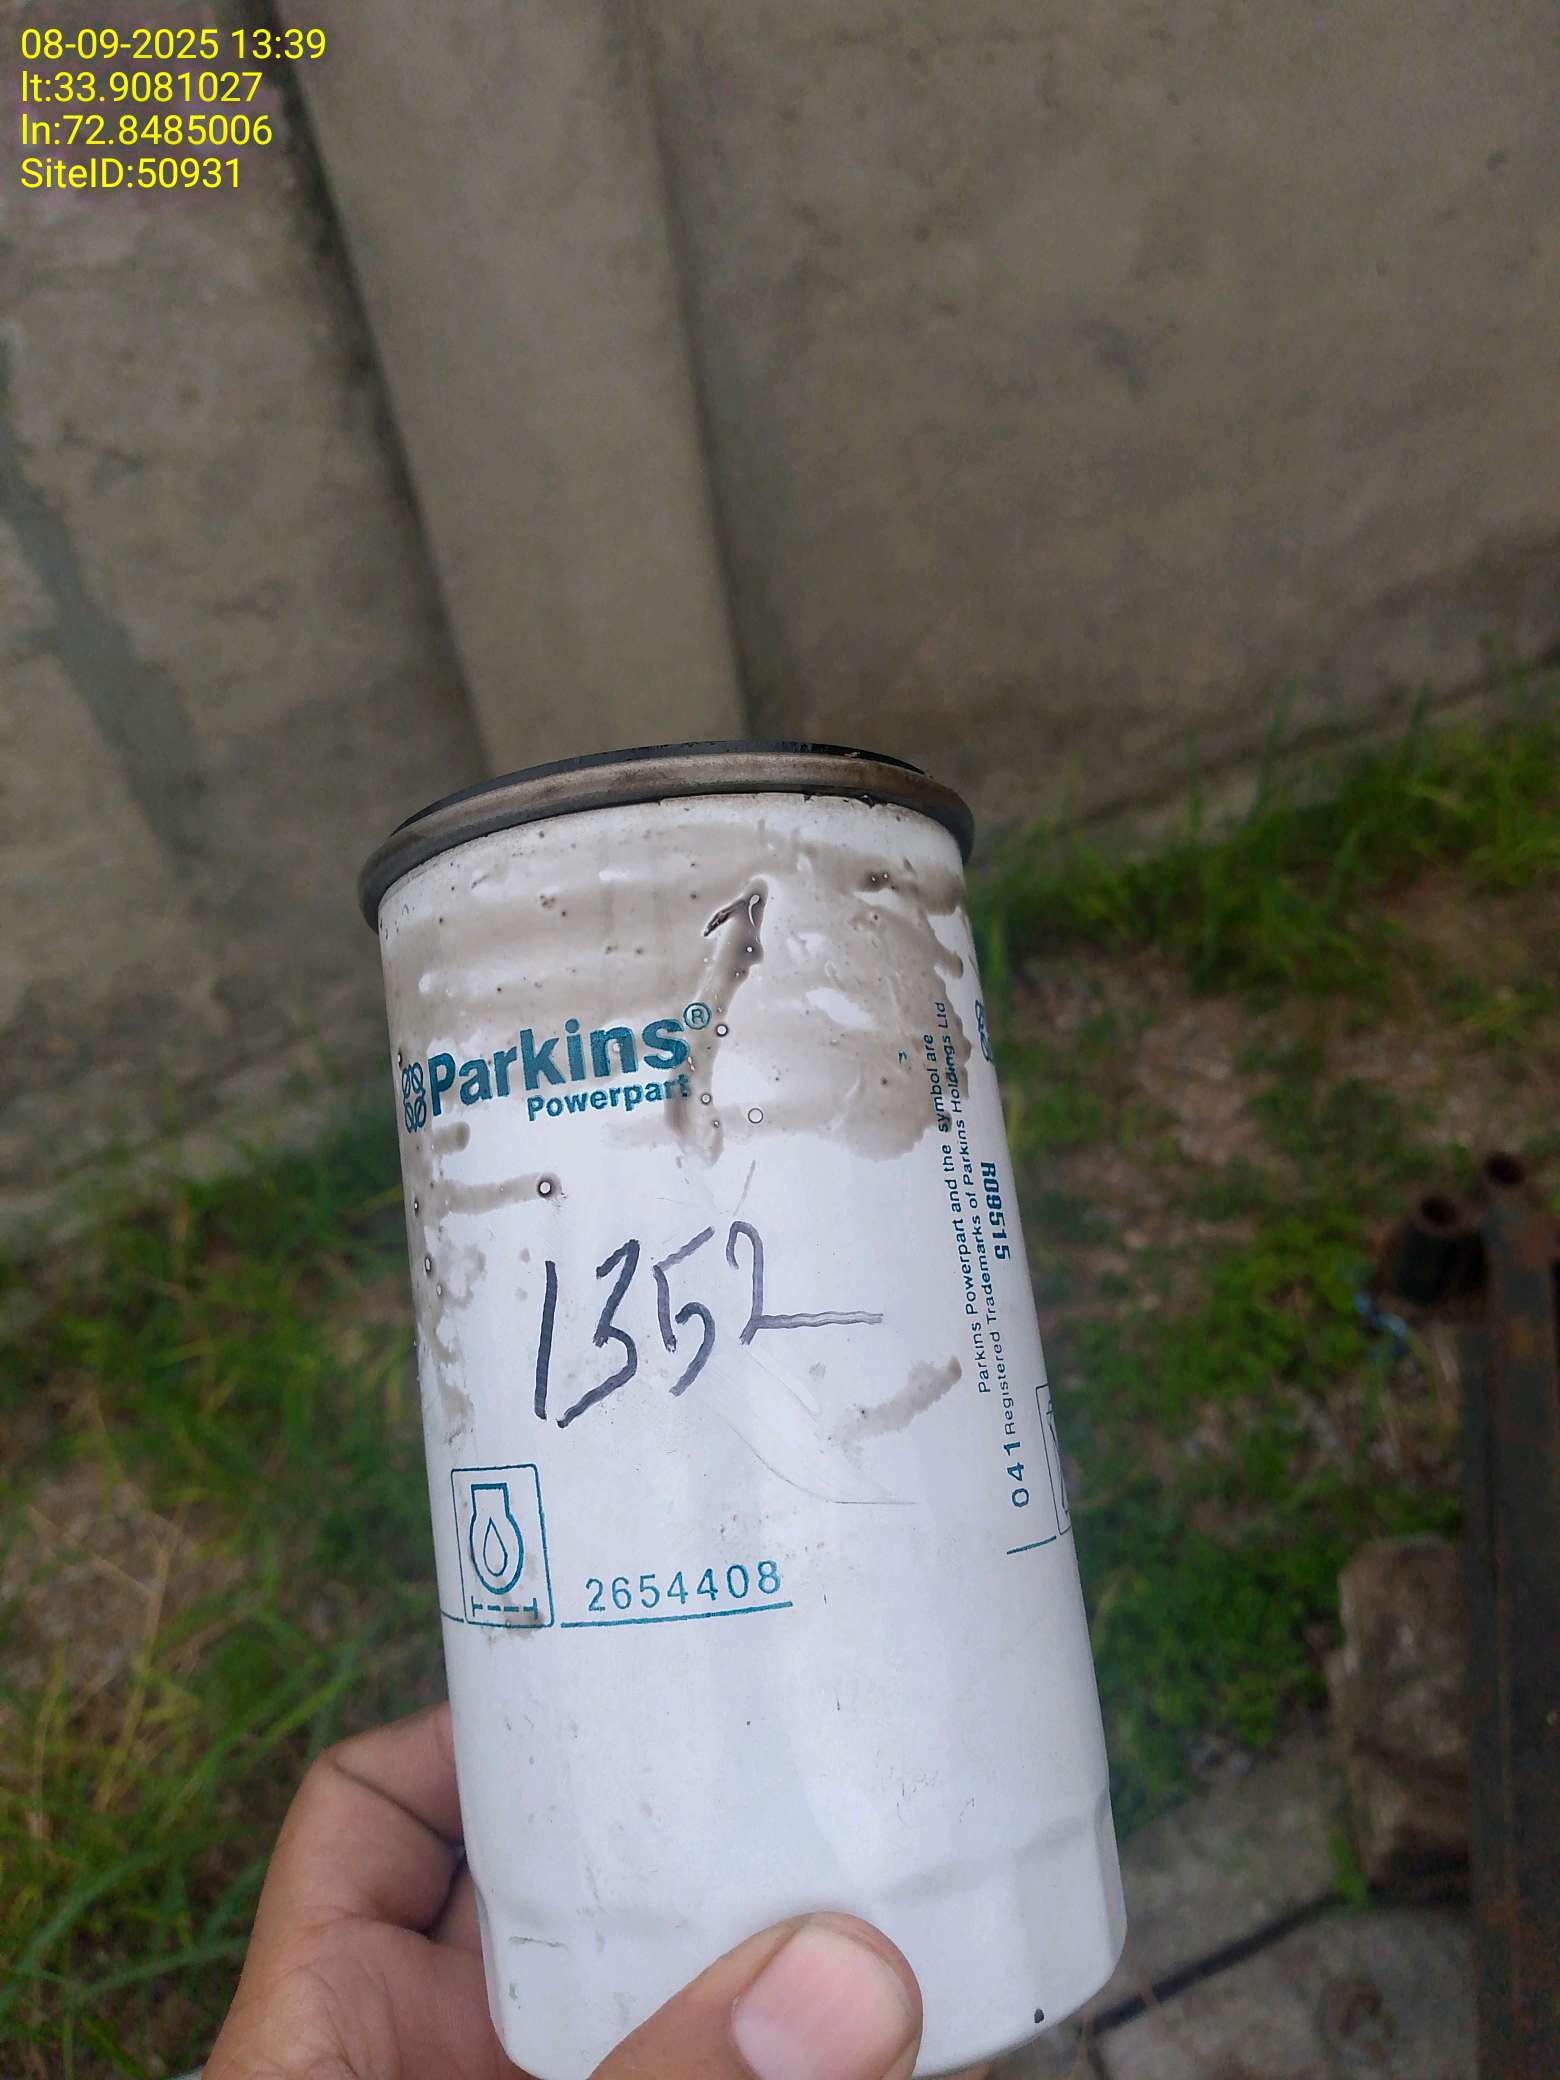 08-09-2025 13:39
lt:33.9081027
ln:72.8485006
SiteID:50931
Parkins®
Powerpart
1352
2654408
Parkins Powerpart and the symbol are
Registered Trademarks of Parkins Holdings Ltd
R09515
041